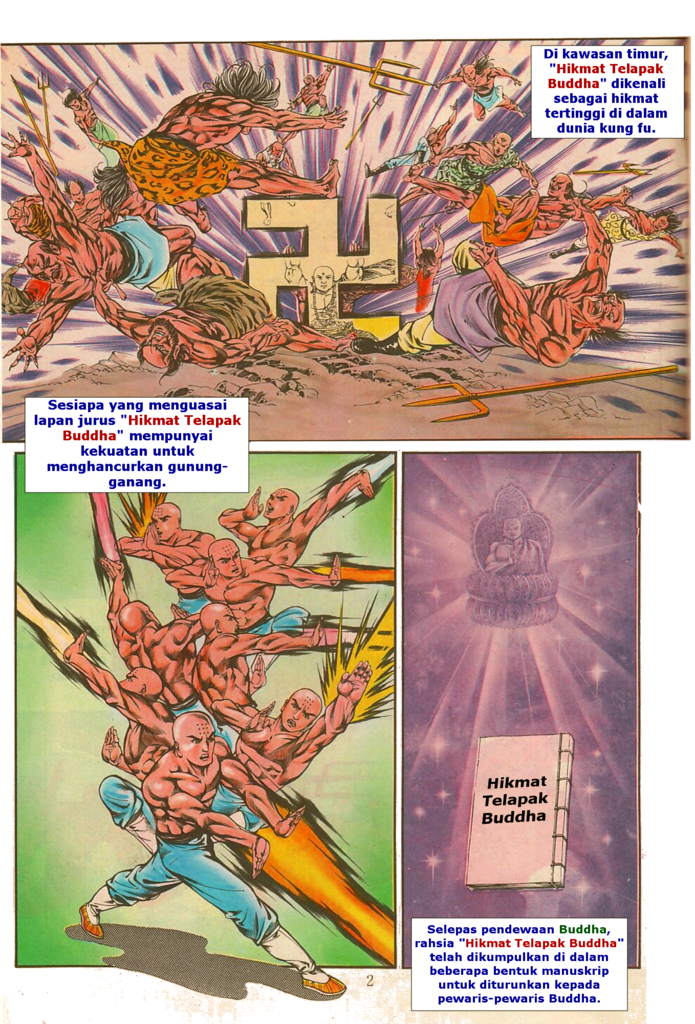 Di kawasan timur,
"Hikmat Telapak
Buddha" dikenali
sebagai hikmat
tertinggi di dalam
dunia kung fu.
Sesiapa yang menguasai
lapan jurus "Hikmat Telapak
Buddha" mempunyai
kekuatan untuk
menghancurkan gunung-
ganang.
Hikmat
Telapak
Buddha
Selepas pendewaan Buddha,
rahsia "Hikmat Telapak Buddha"
telah dikumpulkan di dalam
beberapa bentuk manuskrip
untuk diturunkan kepada
pewaris-pewaris Buddha.
2